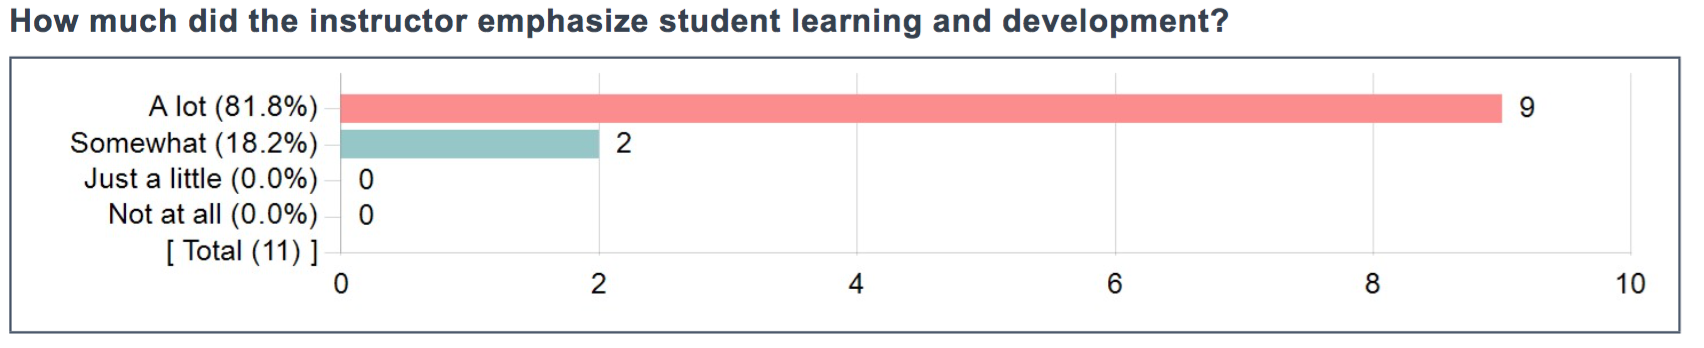 How much did the instructor emphasize student learning and development?
A lot (81.8%) 9
Somewhat (18.2%) 2
Just a little (0.0%) 0
Not at all (0.0%) 0
[ Total (11) ]
0 2 4 6 8 10